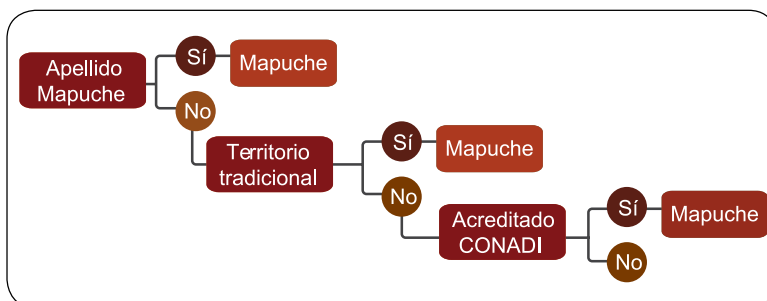 Apellido
Mapuche
Sí
Mapuche
No
Territorio
tradicional
Sí
Mapuche
No
Acreditado
CONADI
Sí
Mapuche
No